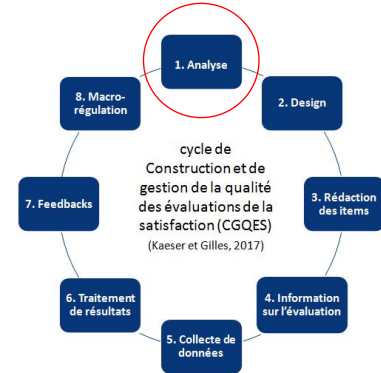 1. Analyse
2. Design
3. Rédaction
des items
4. Information
sur l'évaluation
5. Collecte de
données
6. Traitement
de résultats
7. Feedbacks
8. Macro-
régulation
cycle de
Construction et de
gestion de la qualité
des évaluations de la
satisfaction (CGQES)
(Kaeser et Gilles, 2017)